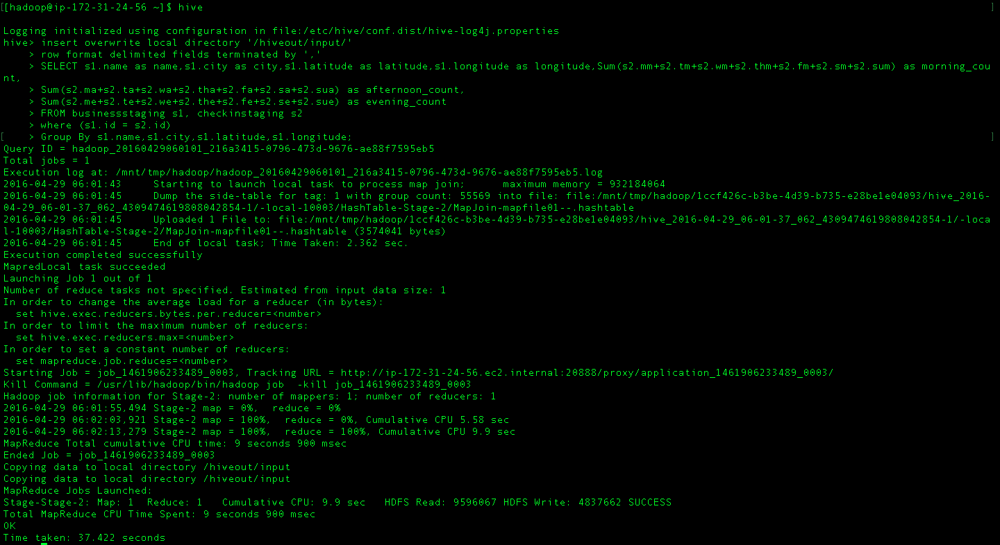 [[hadoop@ip-172-31-24-56 ~]$ hive ]
Logging initialized using configuration in file:/etc/hive/conf.dist/hive-log4j.properties
hive> insert overwrite local directory '/hiveout/input/'
    > row format delimited fields terminated by ','
    > SELECT s1.name as name,s1.city as city,s1.latitude as latitude,s1.longitude as longitude,Sum(s2.mm+s2.tm+s2.wm+s2.thm+s2.fm+s2.sm+s2.sum) as morning_cou
nt,
    > Sum(s2.ma+s2.ta+s2.wa+s2.tha+s2.fa+s2.sa+s2.sua) as afternoon_count,
    > Sum(s2.me+s2.te+s2.we+s2.the+s2.fe+s2.se+s2.sue) as evening_count
    > FROM businessstaging s1, checkinstaging s2
    > where (s1.id = s2.id)
[    > Group By s1.name,s1.city,s1.latitude,s1.longitude; ]
Query ID = hadoop_20160429060101_216a3415-0796-473d-9676-ae88f7595eb5
Total jobs = 1
Execution log at: /mnt/tmp/hadoop/hadoop_20160429060101_216a3415-0796-473d-9676-ae88f7595eb5.log
2016-04-29 06:01:43     Starting to launch local task to process map join;      maximum memory = 932184064
2016-04-29 06:01:45     Dump the side-table for tag: 1 with group count: 55569 into file: file:/mnt/tmp/hadoop/1ccf426c-b3be-4d39-b735-e28be1e04093/hive_2016-
04-29_06-01-37_062_4309474619808042854-1/-local-10003/HashTable-Stage-2/MapJoin-mapfile01--.hashtable
2016-04-29 06:01:45     Uploaded 1 File to: file:/mnt/tmp/hadoop/1ccf426c-b3be-4d39-b735-e28be1e04093/hive_2016-04-29_06-01-37_062_4309474619808042854-1/-loca
l-10003/HashTable-Stage-2/MapJoin-mapfile01--.hashtable (3574041 bytes)
2016-04-29 06:01:45     End of local task; Time Taken: 2.362 sec.
Execution completed successfully
MapredLocal task succeeded
Launching Job 1 out of 1
Number of reduce tasks not specified. Estimated from input data size: 1
In order to change the average load for a reducer (in bytes):
  set hive.exec.reducers.bytes.per.reducer=<number>
In order to limit the maximum number of reducers:
  set hive.exec.reducers.max=<number>
In order to set a constant number of reducers:
  set mapreduce.job.reduces=<number>
Starting Job = job_1461906233489_0003, Tracking URL = http://ip-172-31-24-56.ec2.internal:20888/proxy/application_1461906233489_0003/
Kill Command = /usr/lib/hadoop/bin/hadoop job  -kill job_1461906233489_0003
Hadoop job information for Stage-2: number of mappers: 1; number of reducers: 1
2016-04-29 06:01:55,494 Stage-2 map = 0%,  reduce = 0%
2016-04-29 06:02:03,921 Stage-2 map = 100%,  reduce = 0%, Cumulative CPU 5.58 sec
2016-04-29 06:02:13,279 Stage-2 map = 100%,  reduce = 100%, Cumulative CPU 9.9 sec
MapReduce Total cumulative CPU time: 9 seconds 900 msec
Ended Job = job_1461906233489_0003
Copying data to local directory /hiveout/input
Copying data to local directory /hiveout/input
MapReduce Jobs Launched:
Stage-Stage-2: Map: 1  Reduce: 1   Cumulative CPU: 9.9 sec   HDFS Read: 9596067 HDFS Write: 4837662 SUCCESS
Total MapReduce CPU Time Spent: 9 seconds 900 msec
OK
Time taken: 37.422 seconds